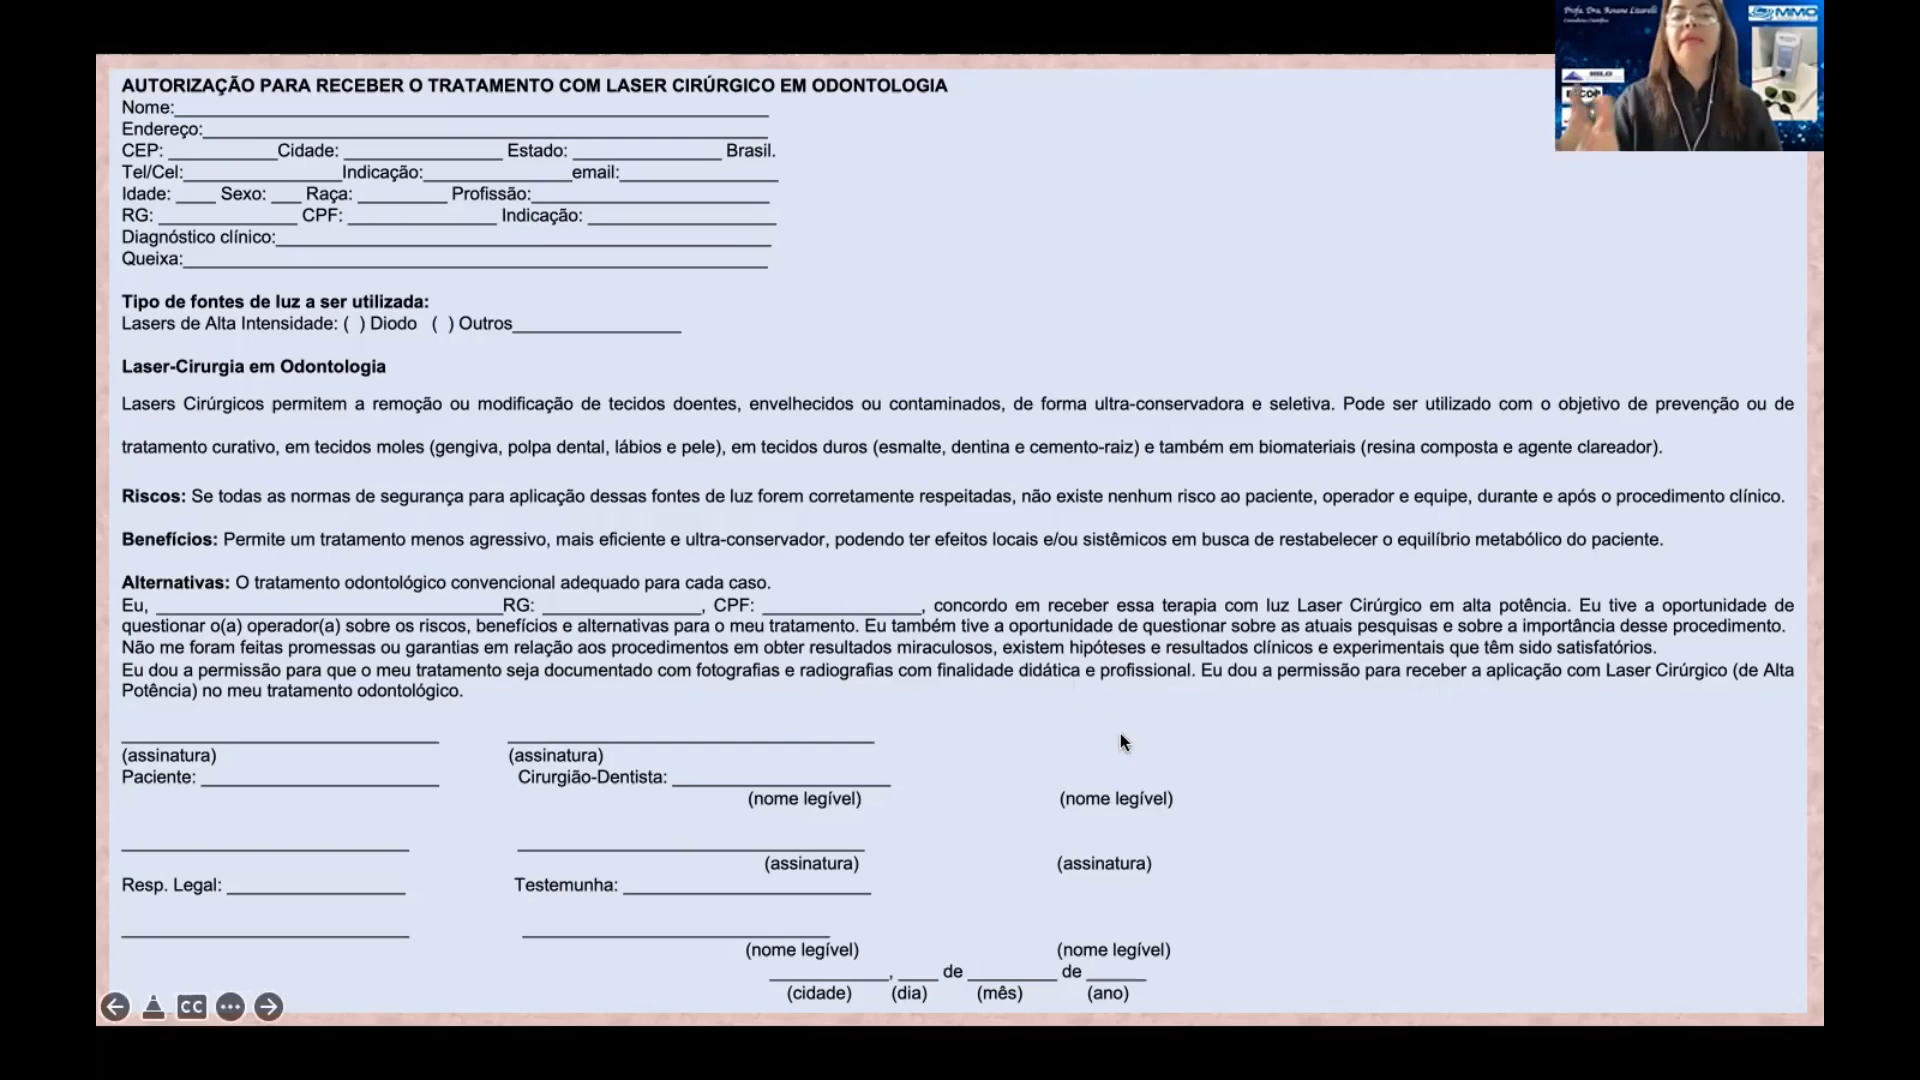 Profa. Dra. Rosane Lizarelli
MMO
AUTORIZAÇÃO PARA RECEBER O TRATAMENTO COM LASER CIRÚRGICO EM ODONTOLOGIA
Nome:
Endereço:
CEP: Cidade: Estado: Brasil.
Tel/Cel: Indicação: email:
Idade: Sexo: Raça: Profissão:
RG: CPF: Indicação:
Diagnóstico clínico:
Queixa:
Tipo de fontes de luz a ser utilizada:
Lasers de Alta Intensidade: ( ) Diodo ( ) Outros
Laser-Cirurgia em Odontologia
Lasers Cirúrgicos permitem a remoção ou modificação de tecidos doentes, envelhecidos ou contaminados, de forma ultra-conservadora e seletiva. Pode ser utilizado com o objetivo de prevenção ou de
tratamento curativo, em tecidos moles (gengiva, polpa dental, lábios e pele), em tecidos duros (esmalte, dentina e cemento-raiz) e também em biomateriais (resina composta e agente clareador).
Riscos: Se todas as normas de segurança para aplicação dessas fontes de luz forem corretamente respeitadas, não existe nenhum risco ao paciente, operador e equipe, durante e após o procedimento clínico.
Benefícios: Permite um tratamento menos agressivo, mais eficiente e ultra-conservador, podendo ter efeitos locais e/ou sistêmicos em busca de restabelecer o equilíbrio metabólico do paciente.
Alternativas: O tratamento odontológico convencional adequado para cada caso.
Eu, RG: , CPF: , concordo em receber essa terapia com luz Laser Cirúrgico em alta potência. Eu tive a oportunidade de
questionar o(a) operador(a) sobre os riscos, benefícios e alternativas para o meu tratamento. Eu também tive a oportunidade de questionar sobre as atuais pesquisas e sobre a importância desse procedimento.
Não me foram feitas promessas ou garantias em relação aos procedimentos em obter resultados miraculosos, existem hipóteses e resultados clínicos e experimentais que têm sido satisfatórios.
Eu dou a permissão para que o meu tratamento seja documentado com fotografias e radiografias com finalidade didática e profissional. Eu dou a permissão para receber a aplicação com Laser Cirúrgico (de Alta
Potência) no meu tratamento odontológico.
(assinatura) (assinatura)
Paciente: Cirurgião-Dentista:
(nome legível) (nome legível)
(assinatura) (assinatura)
Resp. Legal: Testemunha:
(nome legível) (nome legível)
, de de
(cidade) (dia) (mês) (ano)
CC